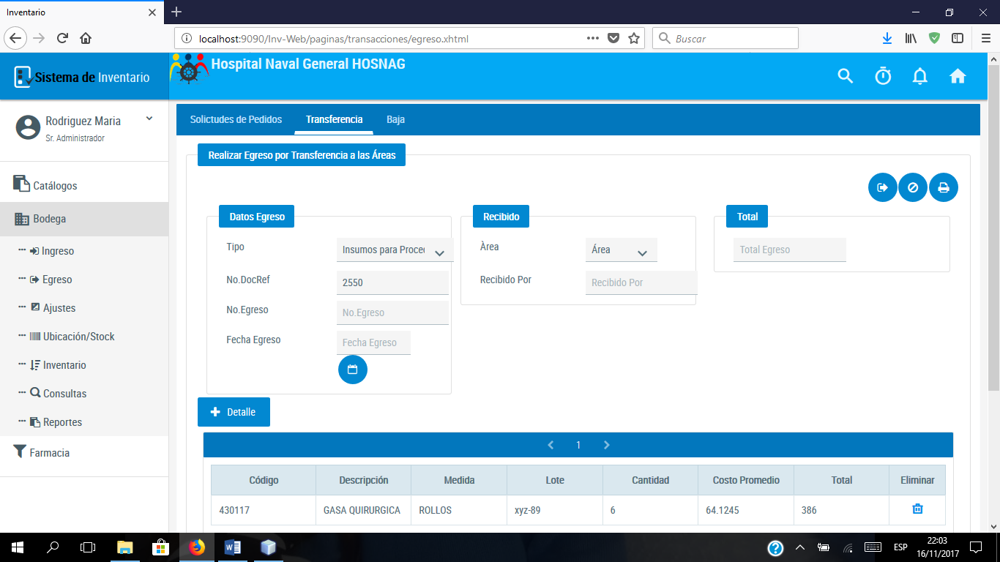 Inventario
localhost:9090/Inv-Web/paginas/transacciones/egreso.xhtml
Buscar
Sistema de Inventario
Hospital Naval General HOSNAG
Rodriguez Maria
Sr. Administrador
Catálogos
Bodega
Ingreso
Egreso
Ajustes
Ubicación/Stock
Inventario
Consultas
Reportes
Farmacia
Solictudes de Pedidos Transferencia Baja
Realizar Egreso por Transferencia a las Áreas
Datos Egreso
Tipo Insumos para Proce
No.DocRef 2550
No.Egreso No.Egreso
Fecha Egreso Fecha Egreso
Recibido
Àrea Área
Recibido Por Recibido Por
Total
Total Egreso
Detalle
1
Código Descripción Medida Lote Cantidad Costo Promedio Total Eliminar
430117 GASA QUIRURGICA ROLLOS xyz-89 6 64.1245 386
ESP
22:03
16/11/2017